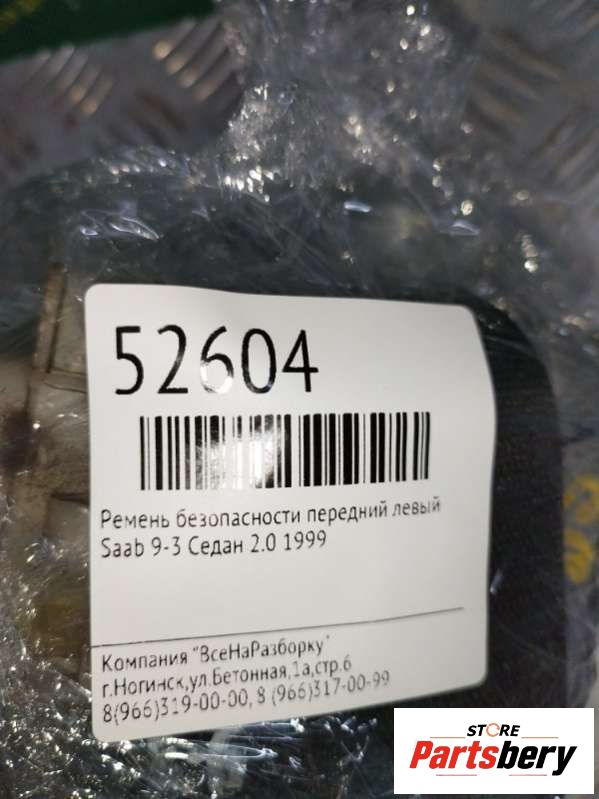 52604
Ремень безопасности передний левый
Saab 9-3 Седан 2.0 1999
Компания "ВсеНаРазборку"
г.Ногинск,ул.Бетонная,1а,стр.6
8(966)319-00-00, 8 (966)317-00-99
STORE
Partsbery